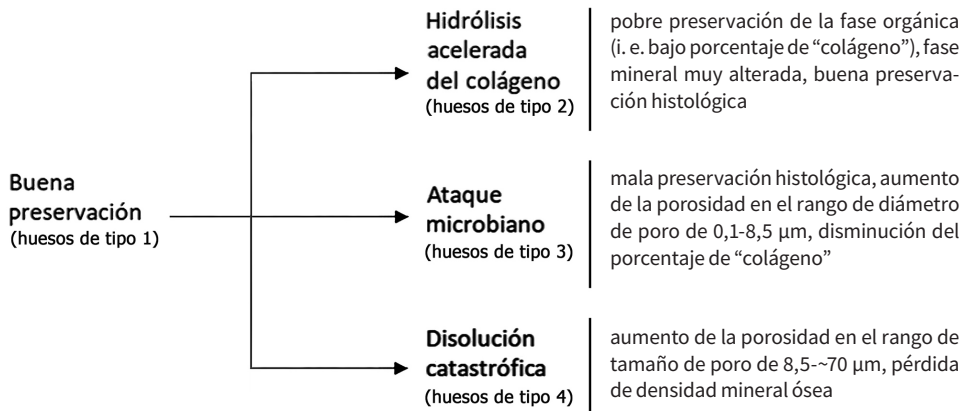 Buena
preservación
(huesos de tipo 1)
Hidrólisis
acelerada
del colágeno
(huesos de tipo 2)
pobre preservación de la fase orgánica
(i. e. bajo porcentaje de “colágeno”), fase
mineral muy alterada, buena preserva-
ción histológica
Ataque
microbiano
(huesos de tipo 3)
mala preservación histológica, aumento
de la porosidad en el rango de diámetro
de poro de 0,1-8,5 µm, disminución del
porcentaje de “colágeno”
Disolución
catastrófica
(huesos de tipo 4)
aumento de la porosidad en el rango de
tamaño de poro de 8,5-~70 µm, pérdida
de densidad mineral ósea